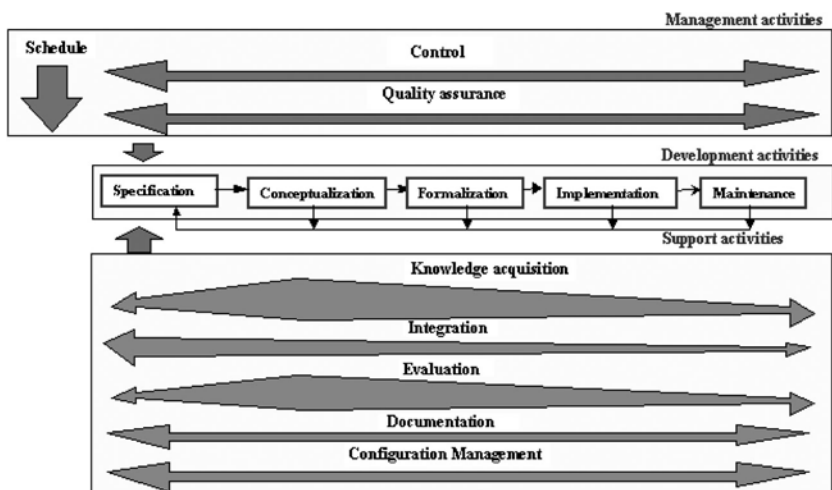 Management activities
Schedule
Control
Quality assurance
Development activities
Specification
Conceptualization
Formalization
Implementation
Maintenance
Support activities
Knowledge acquisition
Integration
Evaluation
Documentation
Configuration Management